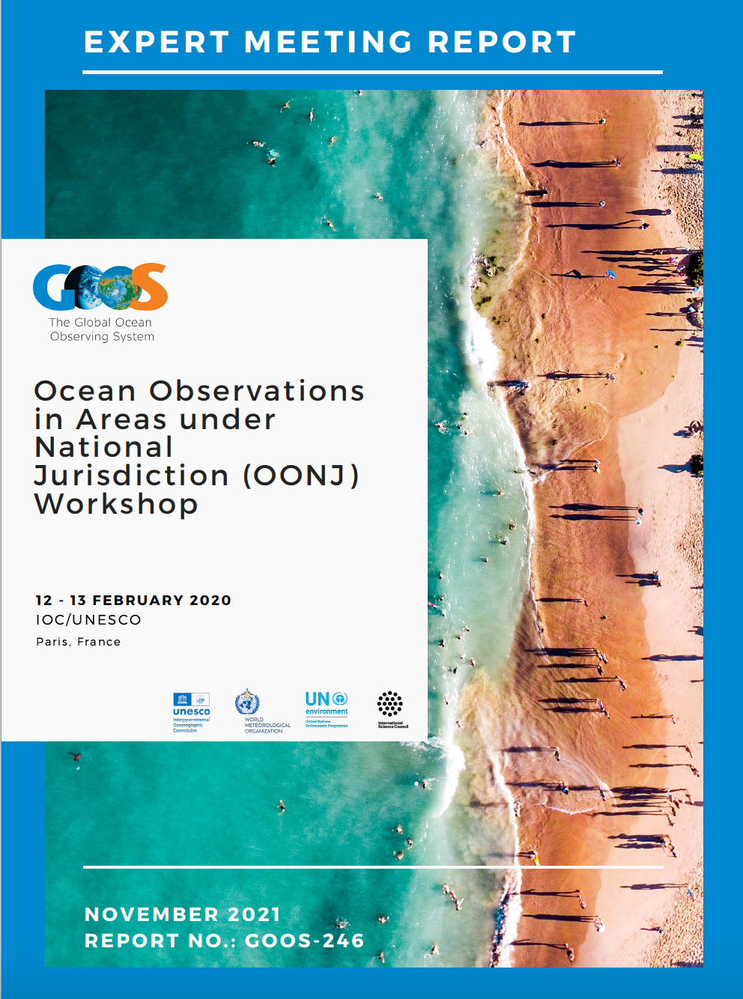 EXPERT MEETING REPORT
GOOS
The Global Ocean
Observing System
Ocean Observations
in Areas under
National
Jurisdiction (OONJ)
Workshop
12 - 13 FEBRUARY 2020
IOC/UNESCO
Paris, France
unesco
Intergovernmental
Oceanographic
Commission
WORLD
METEOROLOGICAL
ORGANIZATION
UN
environment
United Nations
Environment Programme
International
Science Council
NOVEMBER 2021
REPORT NO.: GOOS-246